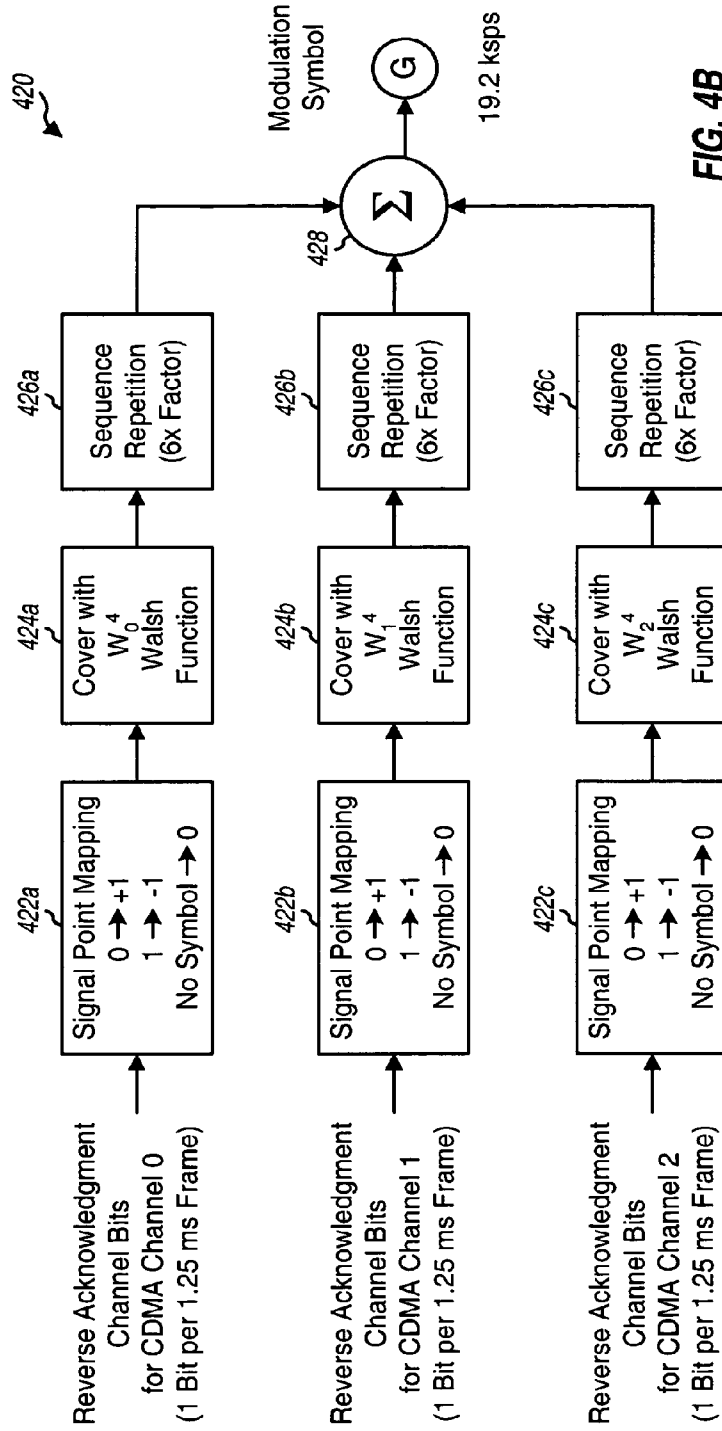 420
Reverse Acknowledgment
Channel Bits
for CDMA Channel 0
(1 Bit per 1.25 ms Frame)
422a
Signal Point Mapping
0 → +1
1 → -1
No Symbol → 0
424a
Cover with
W_0^4
Walsh
Function
426a
Sequence
Repetition
(6x Factor)
Reverse Acknowledgment
Channel Bits
for CDMA Channel 1
(1 Bit per 1.25 ms Frame)
422b
Signal Point Mapping
0 → +1
1 → -1
No Symbol → 0
424b
Cover with
W_1^4
Walsh
Function
426b
Sequence
Repetition
(6x Factor)
428
Σ
Modulation
Symbol
G
19.2 ksps
Reverse Acknowledgment
Channel Bits
for CDMA Channel 2
(1 Bit per 1.25 ms Frame)
422c
Signal Point Mapping
0 → +1
1 → -1
No Symbol → 0
424c
Cover with
W_2^4
Walsh
Function
426c
Sequence
Repetition
(6x Factor)
FIG. 4B